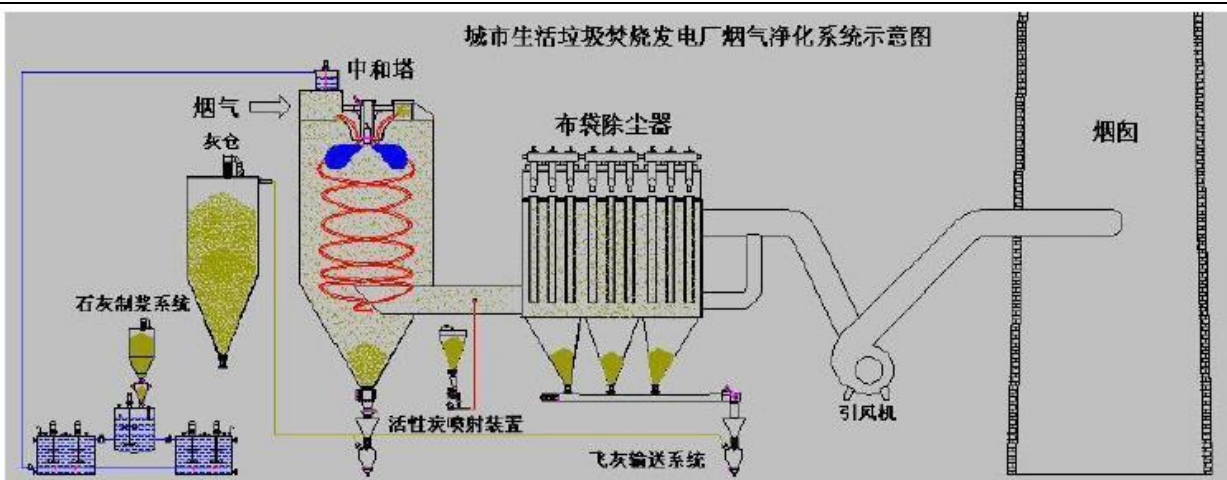 城市生活垃圾焚烧发电厂烟气净化系统示意图
中和塔
烟气
灰仓
布袋除尘器
烟囱
石灰制浆系统
活性炭喷射装置
引风机
飞灰输送系统